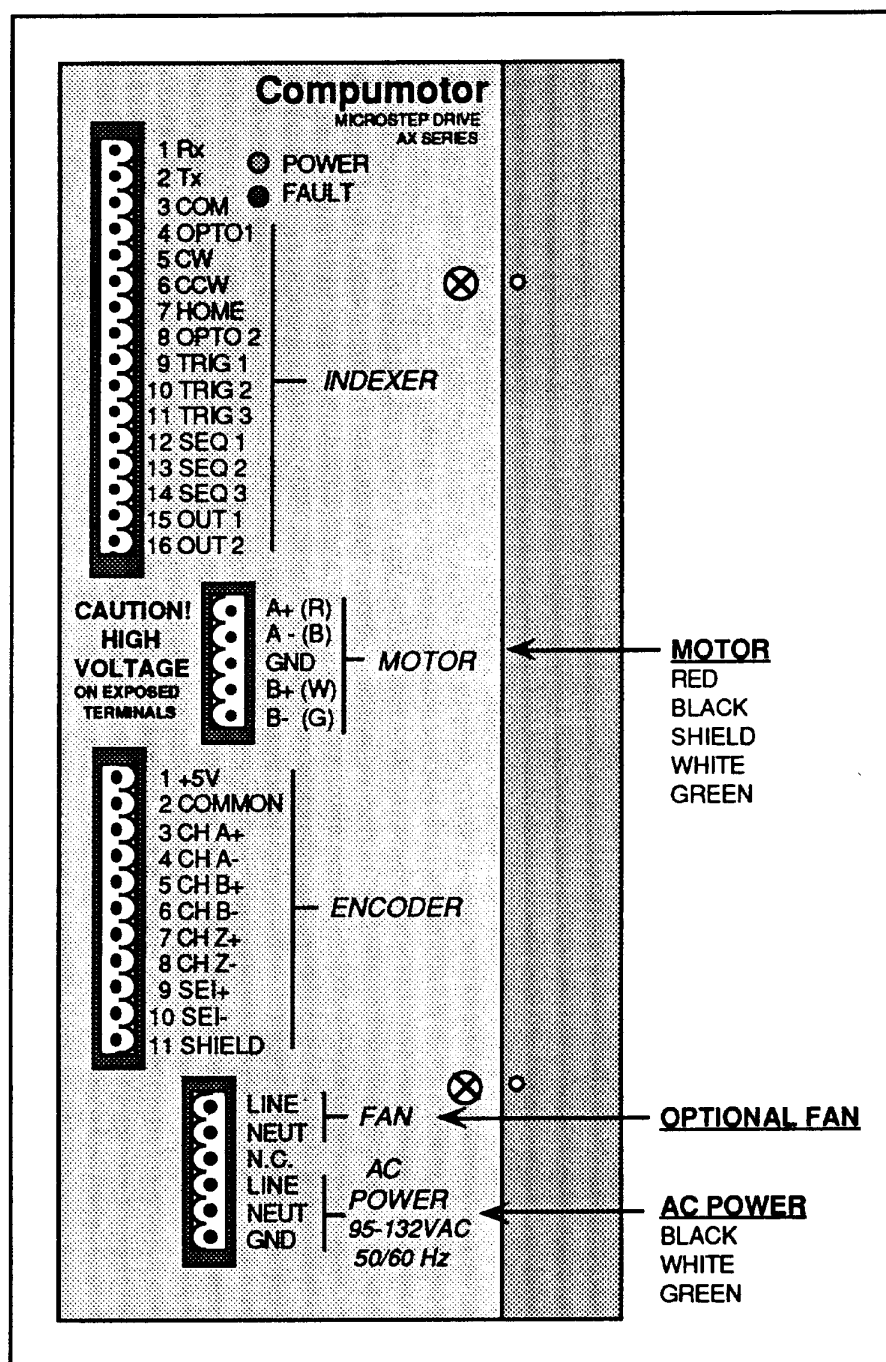 Compumotor
MICROSTEP DRIVE
AX SERIES
POWER
FAULT
1 Rx
2 Tx
3 COM
4 OPTO1
5 CW
6 CCW
7 HOME
8 OPTO 2
9 TRIG 1
10 TRIG 2
11 TRIG 3
12 SEQ 1
13 SEQ 2
14 SEQ 3
15 OUT 1
16 OUT 2
INDEXER
CAUTION!
HIGH
VOLTAGE
ON EXPOSED
TERMINALS
A+ (R)
A - (B)
GND
B+ (W)
B- (G)
MOTOR
MOTOR
RED
BLACK
SHIELD
WHITE
GREEN
1 +5V
2 COMMON
3 CH A+
4 CH A-
5 CH B+
6 CH B-
7 CH Z+
8 CH Z-
9 SEI+
10 SEI-
11 SHIELD
ENCODER
LINE
NEUT
N.C.
LINE
NEUT
GND
FAN
AC
POWER
95-132VAC
50/60 Hz
OPTIONAL FAN
AC POWER
BLACK
WHITE
GREEN